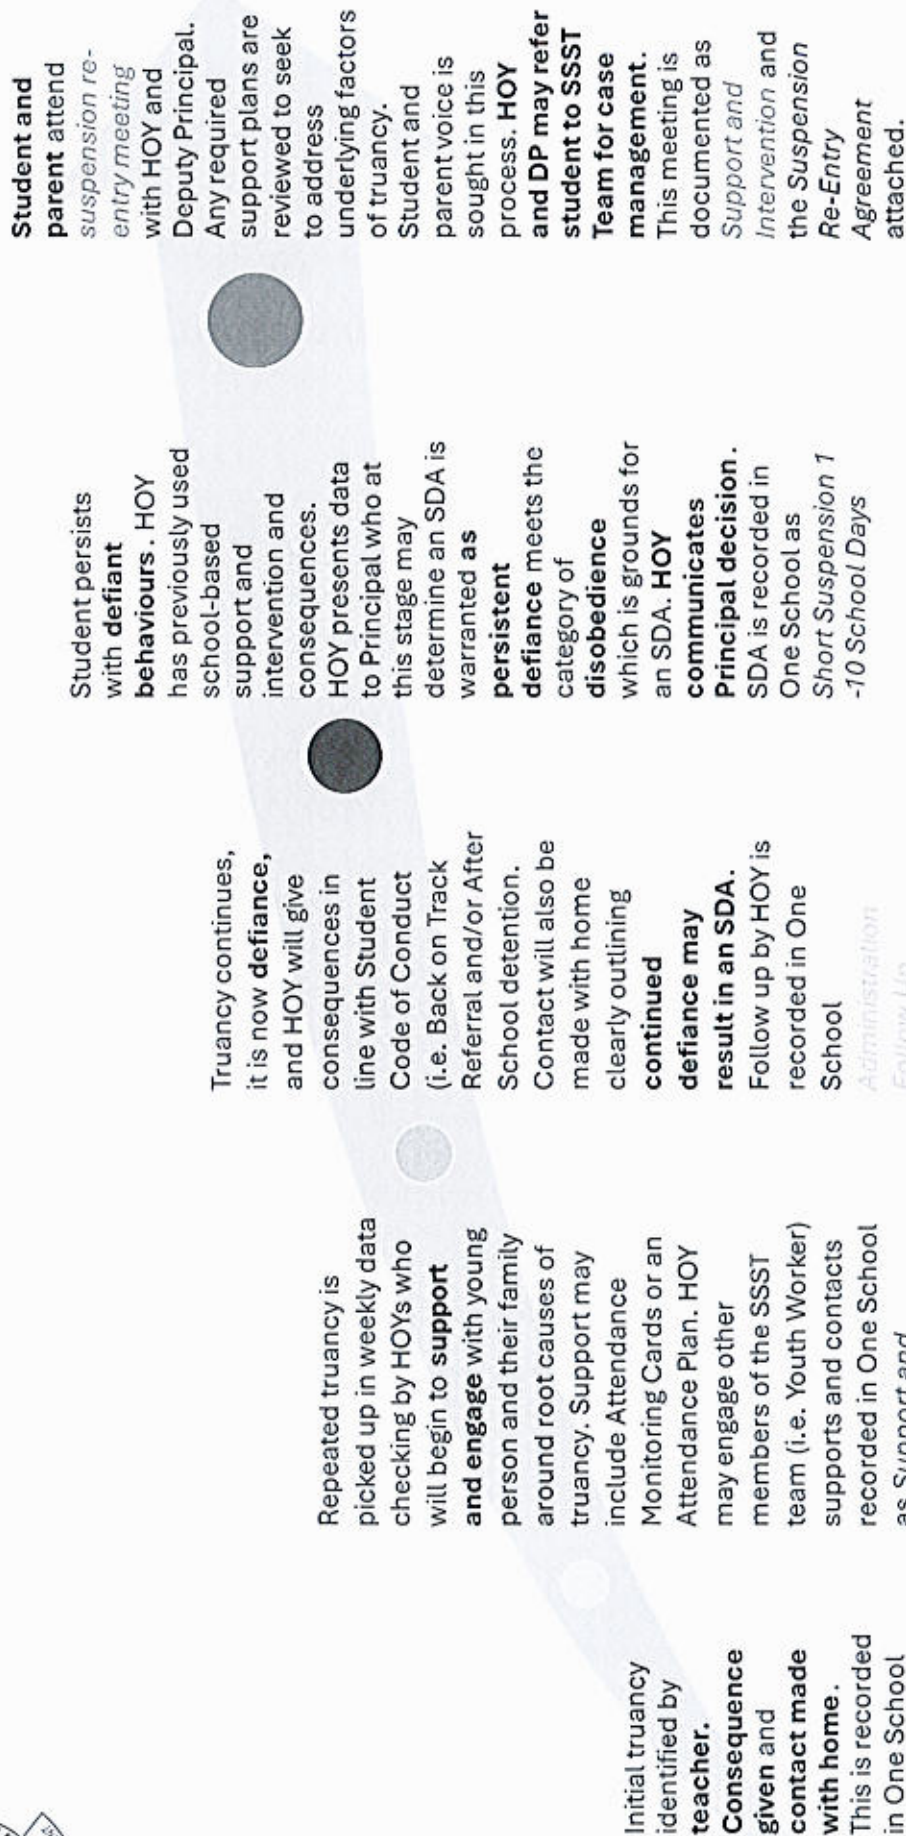 Initial truancy
identified by
teacher.
Consequence
given and
contact made
with home.
This is recorded
in One School
Repeated truancy is
picked up in weekly data
checking by HOYs who
will begin to support
and engage with young
person and their family
around root causes of
truancy. Support may
include Attendance
Monitoring Cards or an
Attendance Plan. HOY
may engage other
members of the SSST
team (i.e. Youth Worker)
supports and contacts
recorded in One School
as Support and
Truancy continues,
it is now defiance,
and HOY will give
consequences in
line with Student
Code of Conduct
(i.e. Back on Track
Referral and/or After
School detention.
Contact will also be
made with home
clearly outlining
continued
defiance may
result in an SDA.
Follow up by HOY is
recorded in One
School
Administration
Follow Up
Student persists
with defiant
behaviours. HOY
has previously used
school-based
support and
intervention and
consequences.
HOY presents data
to Principal who at
this stage may
determine an SDA is
warranted as
persistent
defiance meets the
category of
disobedience
which is grounds for
an SDA. HOY
communicates
Principal decision.
SDA is recorded in
One School as
Short Suspension 1
-10 School Days
Student and
parent attend
suspension re-
entry meeting
with HOY and
Deputy Principal.
Any required
support plans are
reviewed to seek
to address
underlying factors
of truancy.
Student and
parent voice is
sought in this
process. HOY
and DP may refer
student to SSST
Team for case
management.
This meeting is
documented as
Support and
Intervention and
the Suspension
Re-Entry
Agreement
attached.